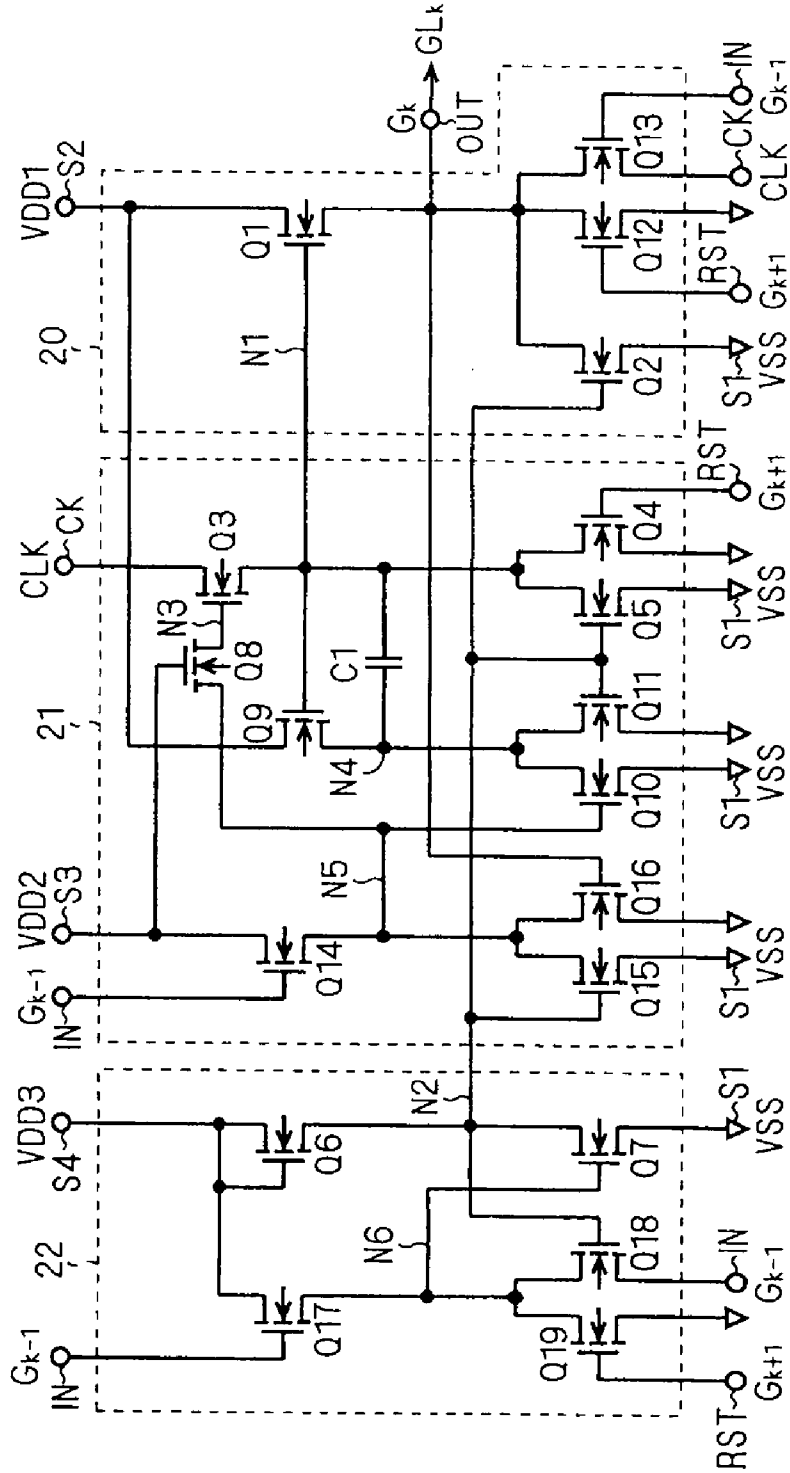 Gk-1
IN
22
VDD3
S4
Gk-1
IN
VDD2
S3
21
CLK
CK
20
VDD1
S2
N3
Q3
Q8
N1
Q17
Q6
Q14
Q9
Q1
N5
N4
C1
N6
N2
Gk
OUT
GLk
Q19
Q18
Q7
Q15
Q16
Q10
Q11
Q5
Q4
Q2
Q12
Q13
RST
Gk+1
IN
Gk-1
S1
VSS
S1
VSS
S1
VSS
S1
VSS
RST
Gk+1
S1
VSS
RST
Gk+1
CK
CLK
IN
Gk-1